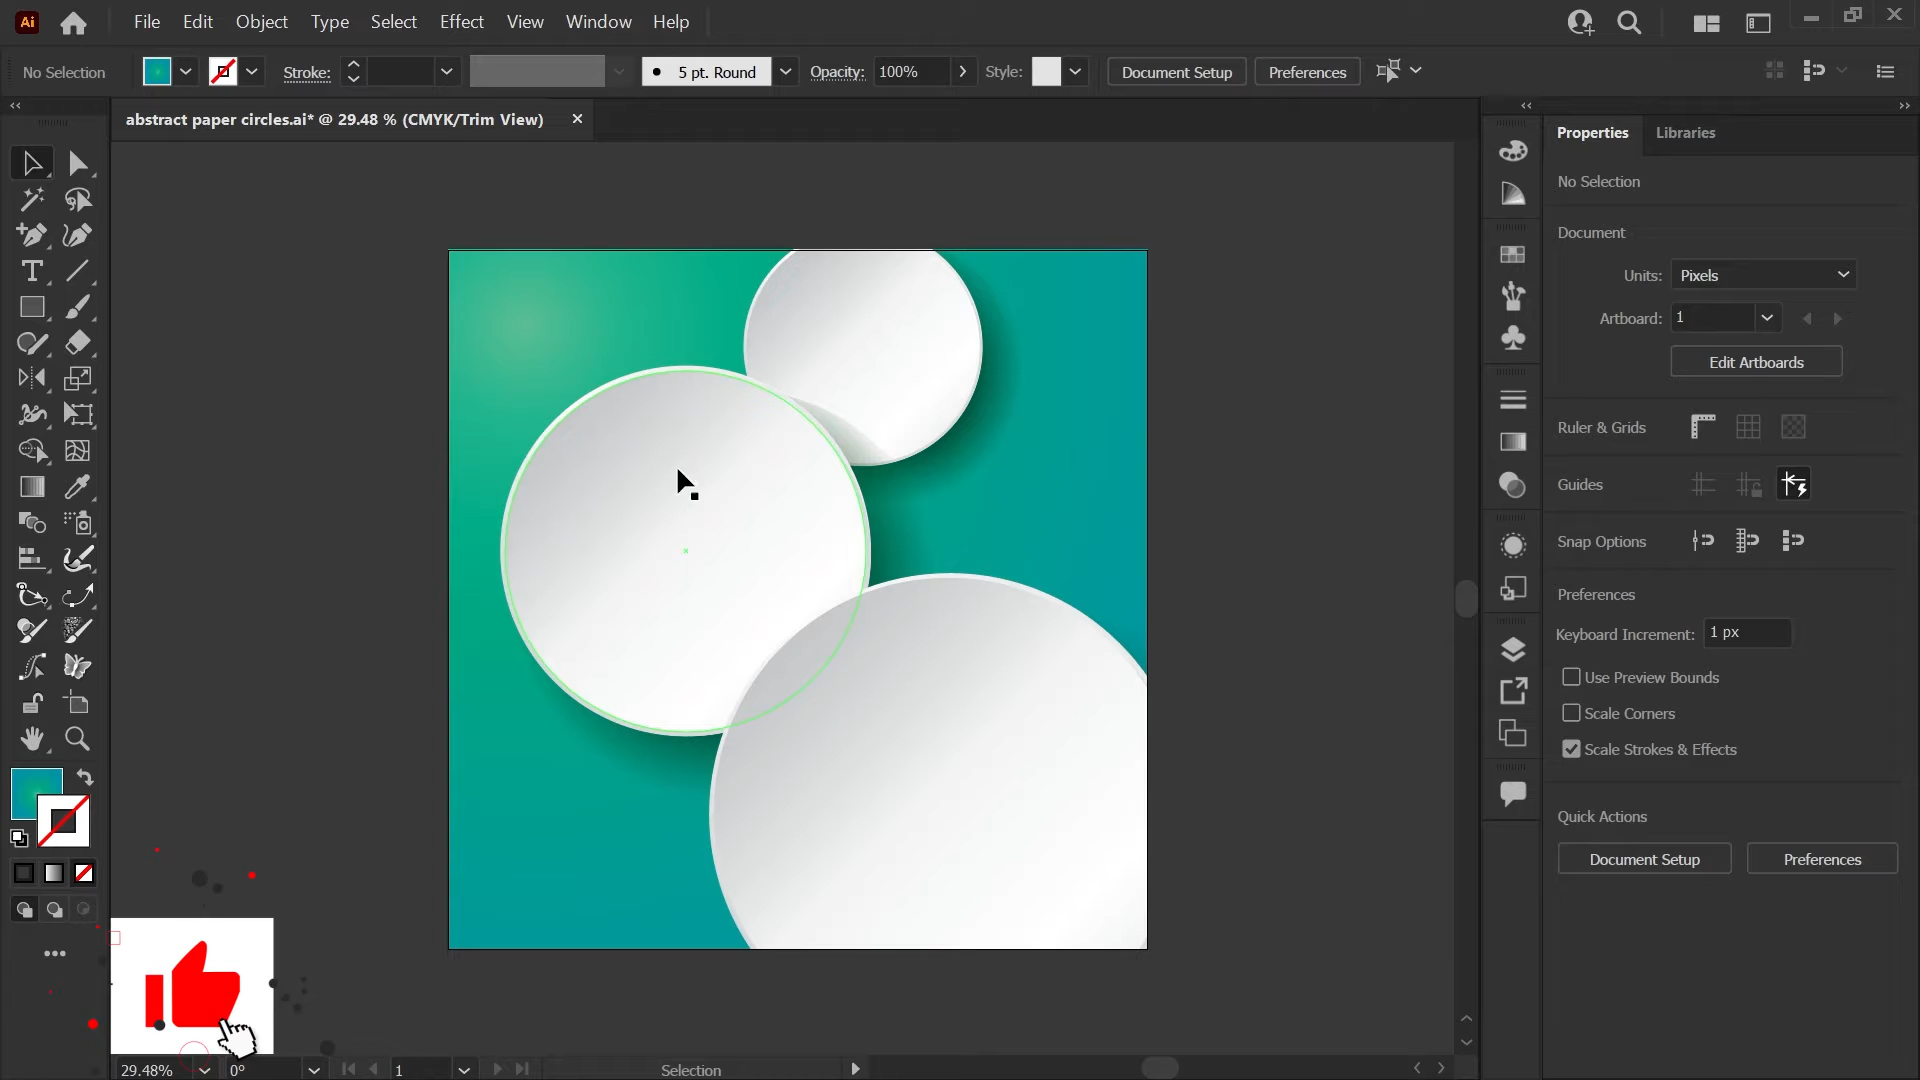 Ai File Edit Object Type Select Effect View Window Help
No Selection Stroke: 5 pt. Round Opacity: 100% Style: Document Setup Preferences
abstract paper circles.ai* @ 29.48 % (CMYK/Trim View)
Properties Libraries
No Selection
Document
Units: Pixels
Artboard: 1
Edit Artboards
Ruler & Grids
Guides
Snap Options
Preferences
Keyboard Increment: 1 px
Use Preview Bounds
Scale Corners
Scale Strokes & Effects
Quick Actions
Document Setup Preferences
29.48% 0° 1 Selection